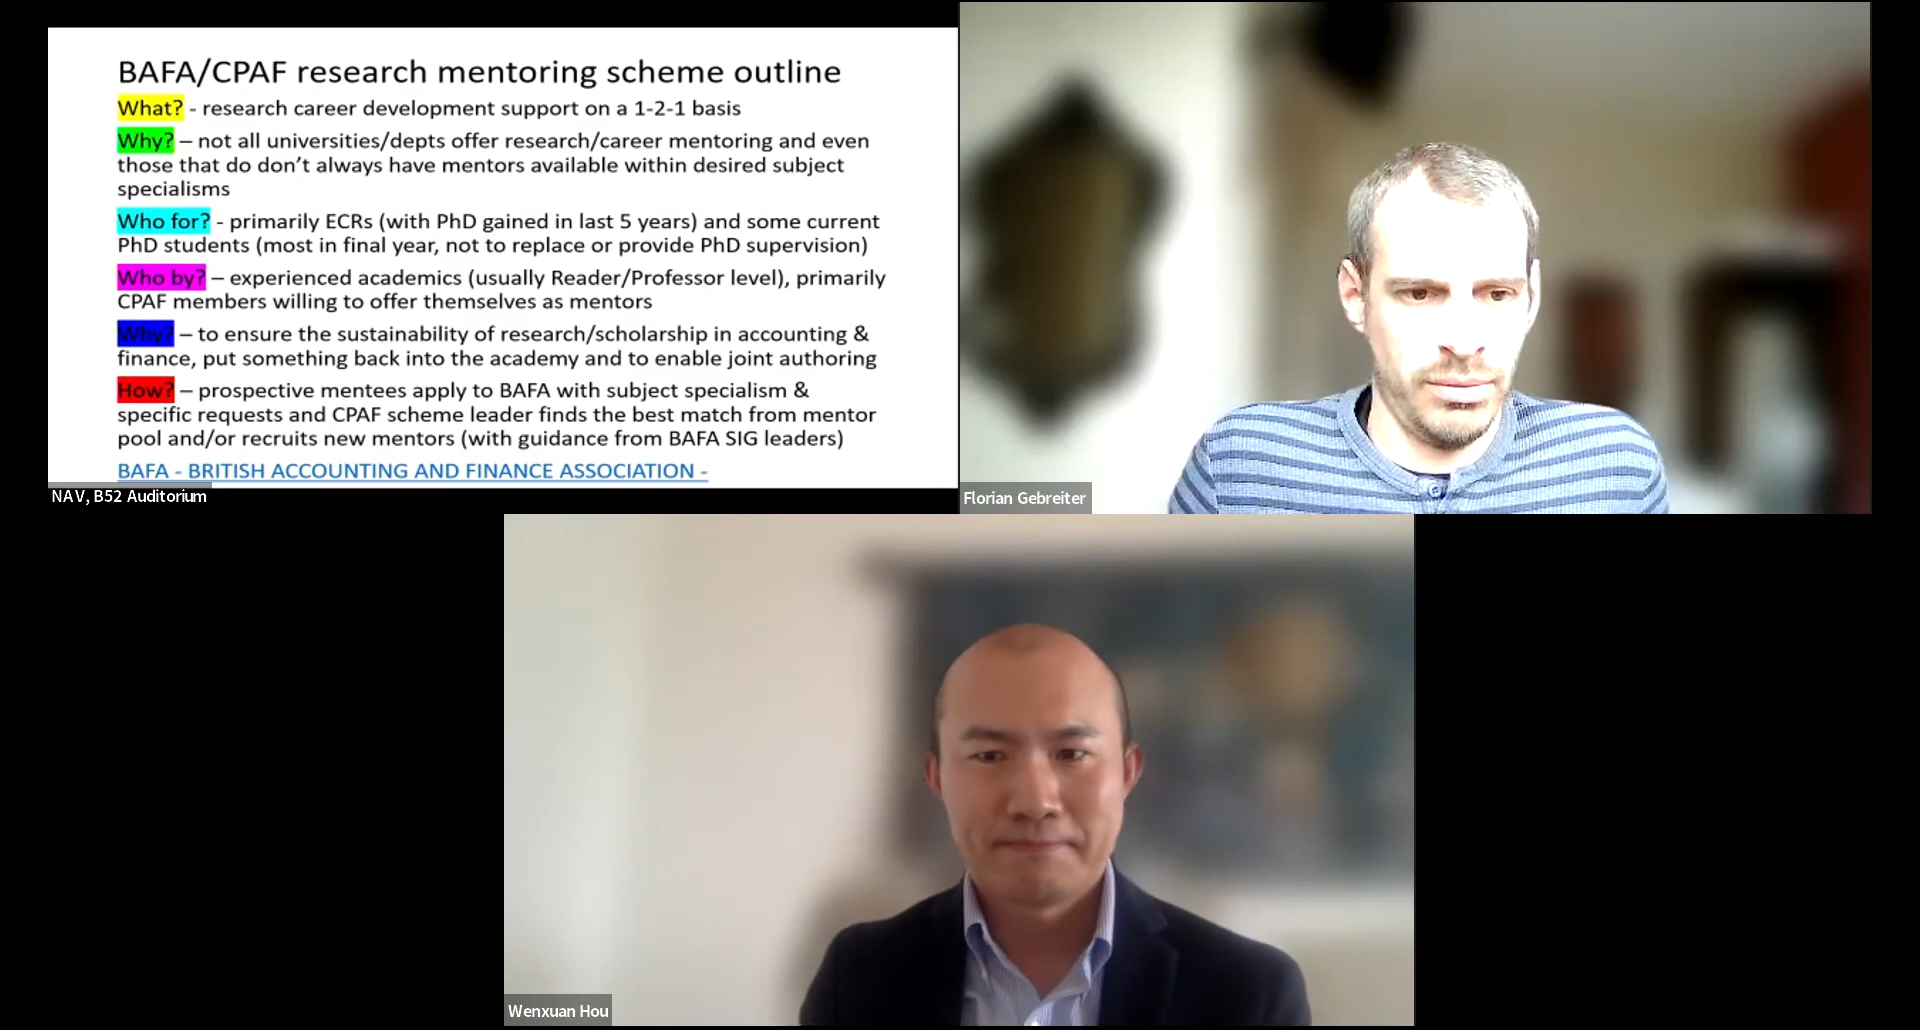 BAFA/CPAF research mentoring scheme outline
What? - research career development support on a 1-2-1 basis
Why? – not all universities/depts offer research/career mentoring and even
those that do don’t always have mentors available within desired subject
specialisms
Who for? - primarily ECRs (with PhD gained in last 5 years) and some current
PhD students (most in final year, not to replace or provide PhD supervision)
Who by? – experienced academics (usually Reader/Professor level), primarily
CPAF members willing to offer themselves as mentors
Why? – to ensure the sustainability of research/scholarship in accounting &
finance, put something back into the academy and to enable joint authoring
How? – prospective mentees apply to BAFA with subject specialism &
specific requests and CPAF scheme leader finds the best match from mentor
pool and/or recruits new mentors (with guidance from BAFA SIG leaders)
BAFA - BRITISH ACCOUNTING AND FINANCE ASSOCIATION -
NAV, B52 Auditorium
Florian Gebreiter
Wenxuan Hou